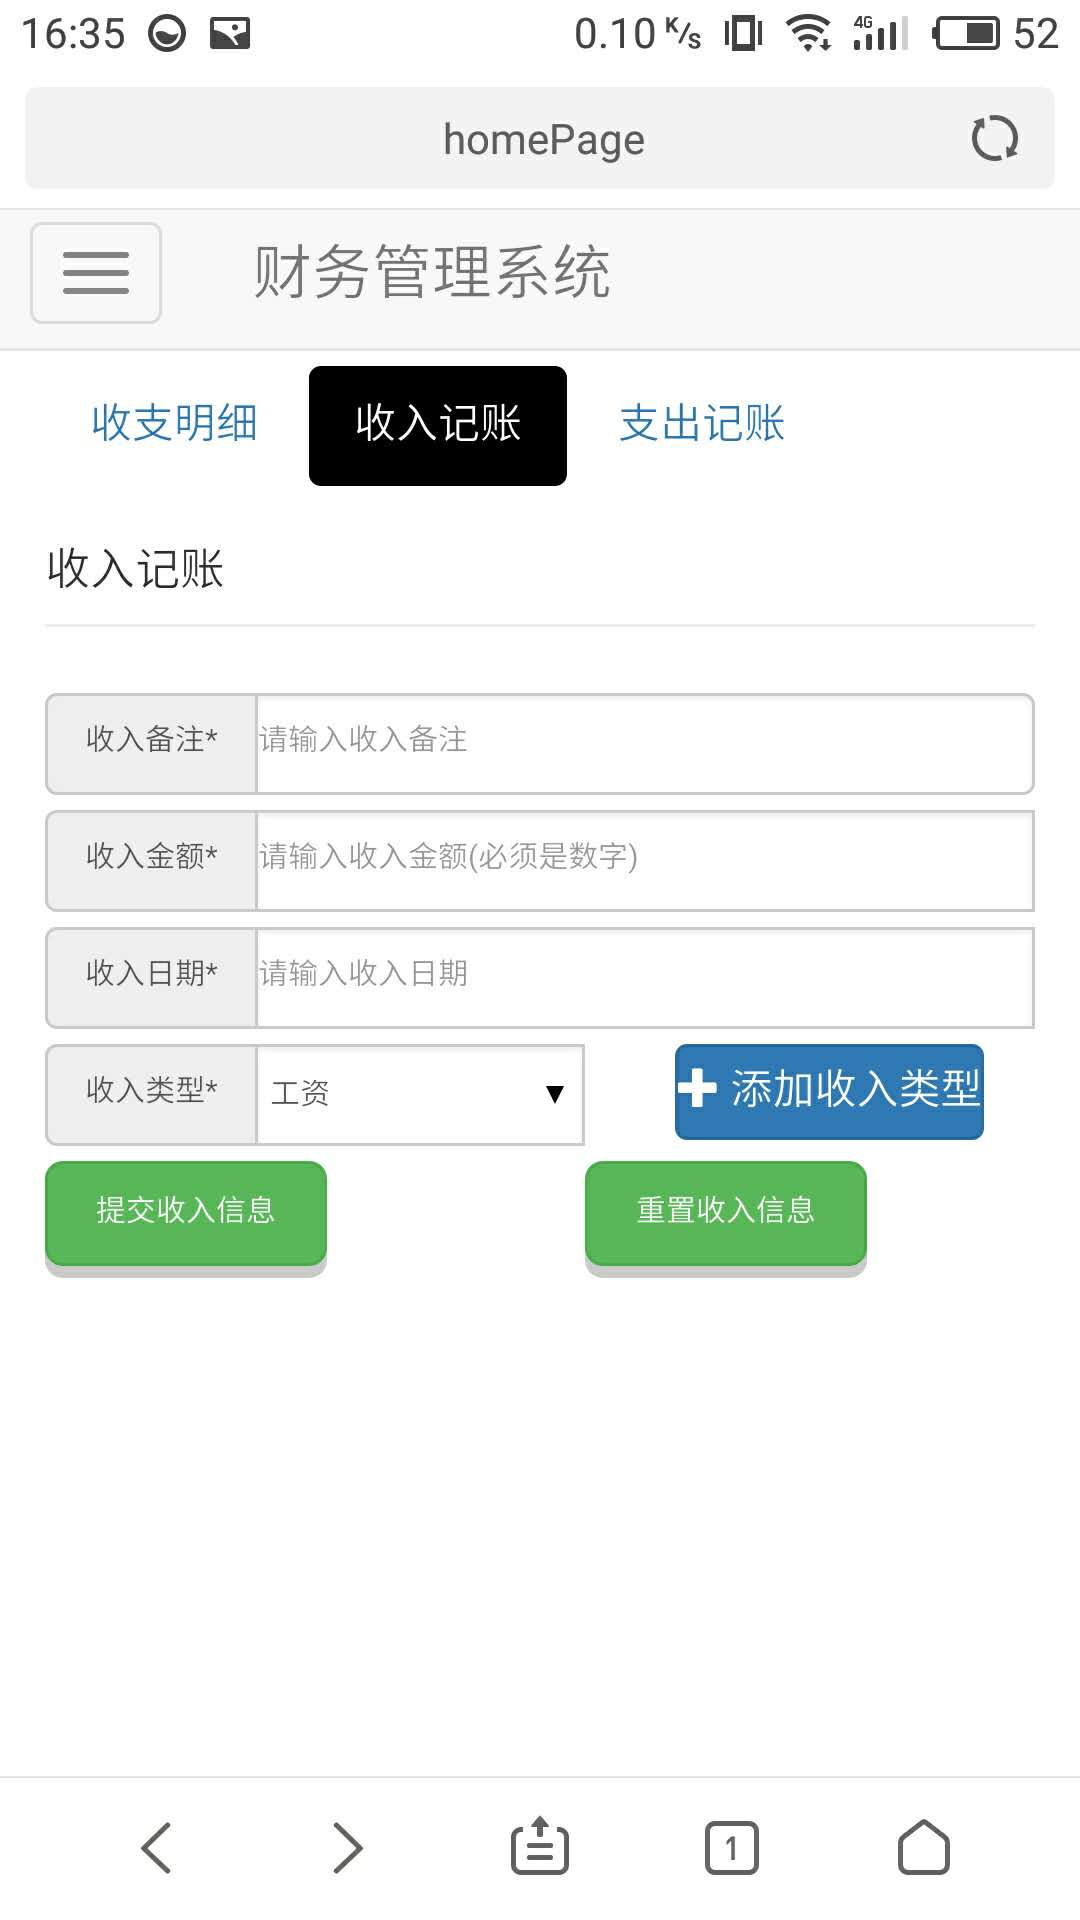 16:35 0.10 K/s 4G 52
homePage
财务管理系统
收支明细 收入记账 支出记账
收入记账
收入备注* 请输入收入备注
收入金额* 请输入收入金额(必须是数字)
收入日期* 请输入收入日期
收入类型* 工资 ▼ 添加收入类型
提交收入信息 重置收入信息
1